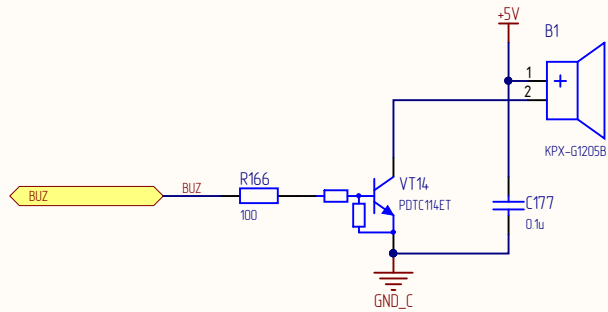 +5V
B1
1
2
KPX-G1205B
R166
BUZ
BUZ
100
VT14
PDTC114ET
C177
0.1u
GND_C